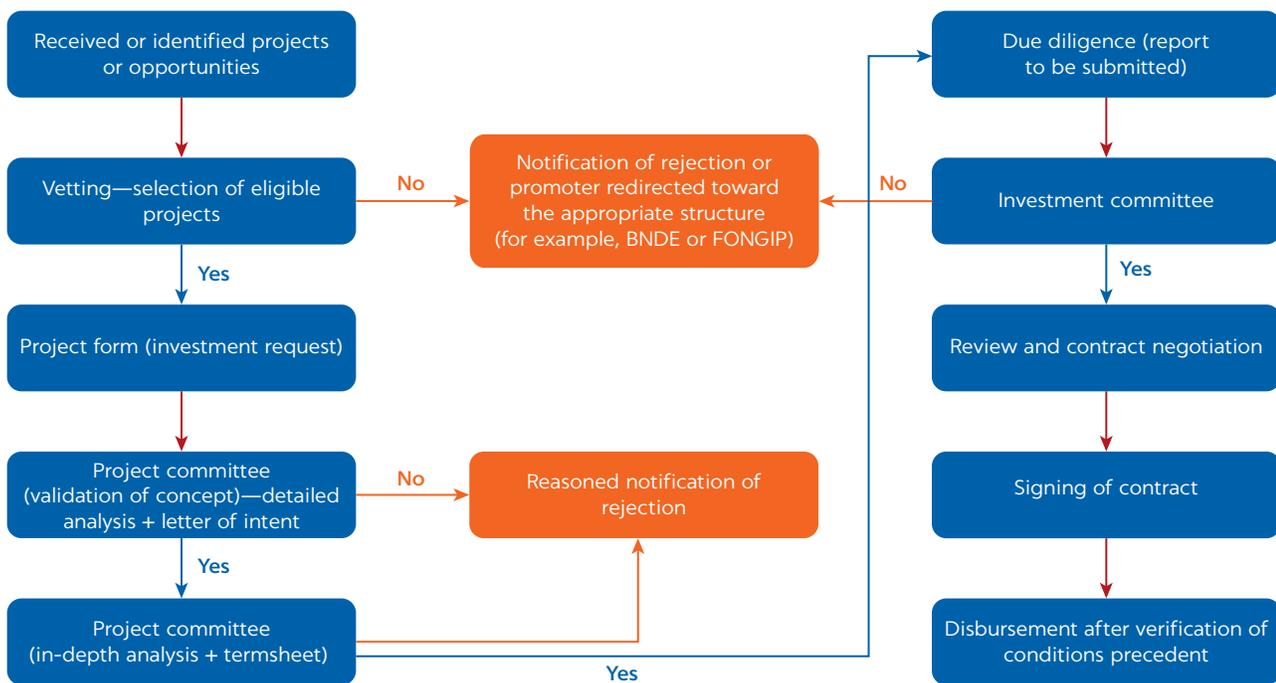 Received or identified projects
or opportunities
Vetting—selection of eligible
projects
No
Yes
Project form (investment request)
Project committee
(validation of concept)—detailed
analysis + letter of intent
No
Yes
Project committee
(in-depth analysis + termsheet)
Yes
Notification of rejection or
promoter redirected toward
the appropriate structure
(for example, BNDE or FONGIP)
Reasoned notification of
rejection
Due diligence (report
to be submitted)
No
Investment committee
Yes
Review and contract negotiation
Signing of contract
Disbursement after verification of
conditions precedent